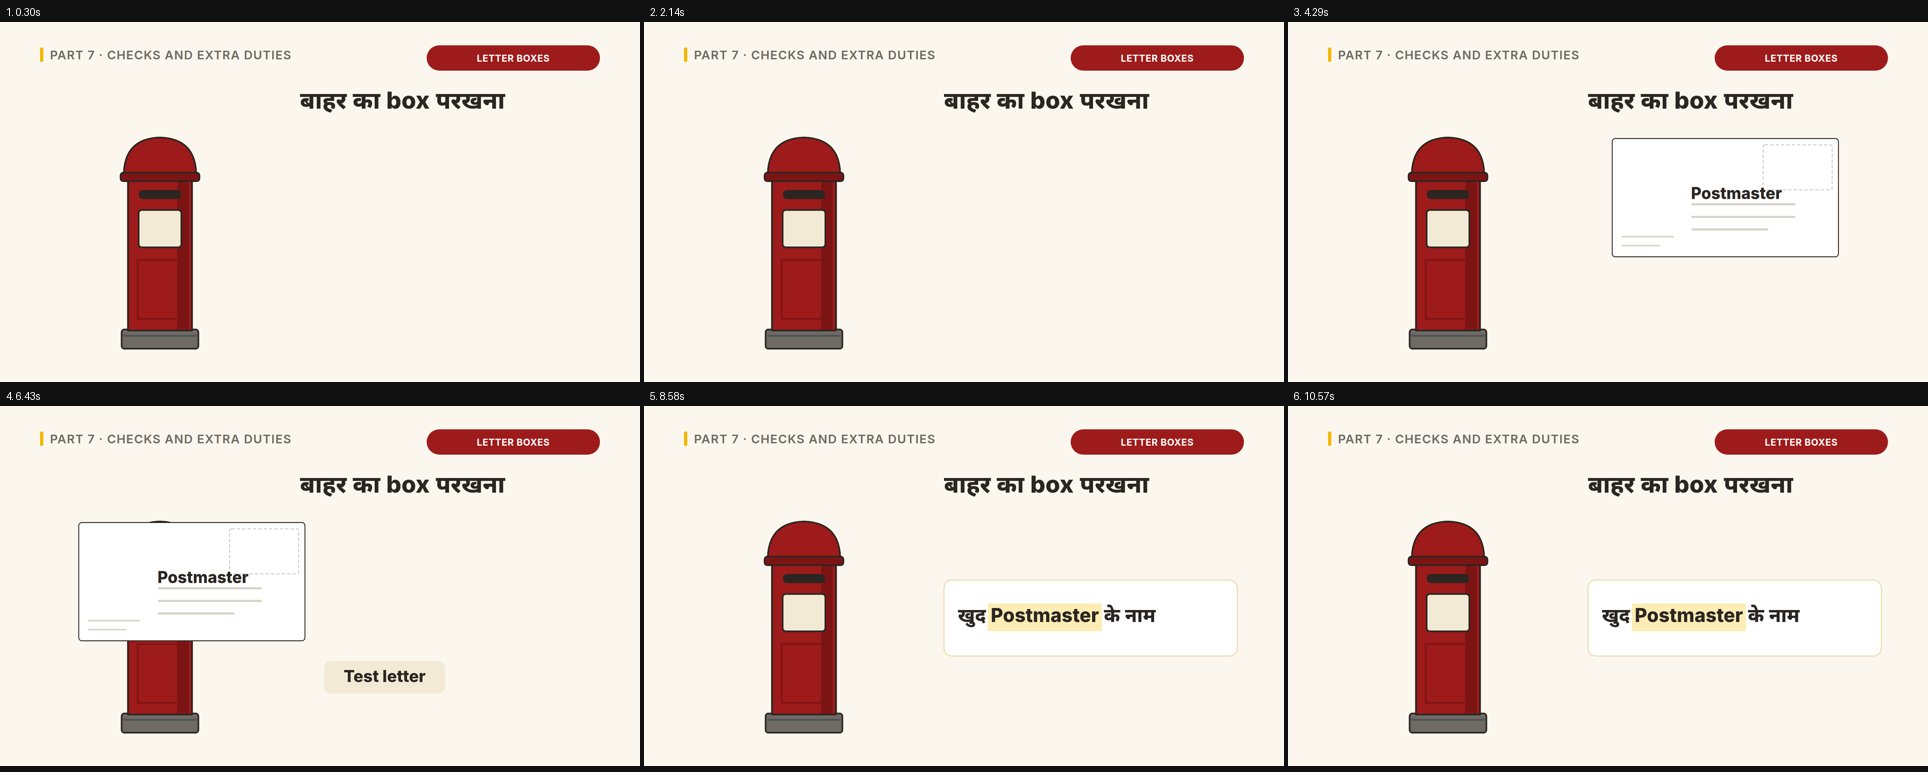 1. 0.30s
PART 7 · CHECKS AND EXTRA DUTIES
LETTER BOXES
बाहर का box परखना
2. 2.14s
PART 7 · CHECKS AND EXTRA DUTIES
LETTER BOXES
बाहर का box परखना
3. 4.29s
PART 7 · CHECKS AND EXTRA DUTIES
LETTER BOXES
बाहर का box परखना
Postmaster
4. 6.43s
PART 7 · CHECKS AND EXTRA DUTIES
LETTER BOXES
बाहर का box परखना
Postmaster
Test letter
5. 8.58s
PART 7 · CHECKS AND EXTRA DUTIES
LETTER BOXES
बाहर का box परखना
खुद Postmaster के नाम
6. 10.57s
PART 7 · CHECKS AND EXTRA DUTIES
LETTER BOXES
बाहर का box परखना
खुद Postmaster के नाम